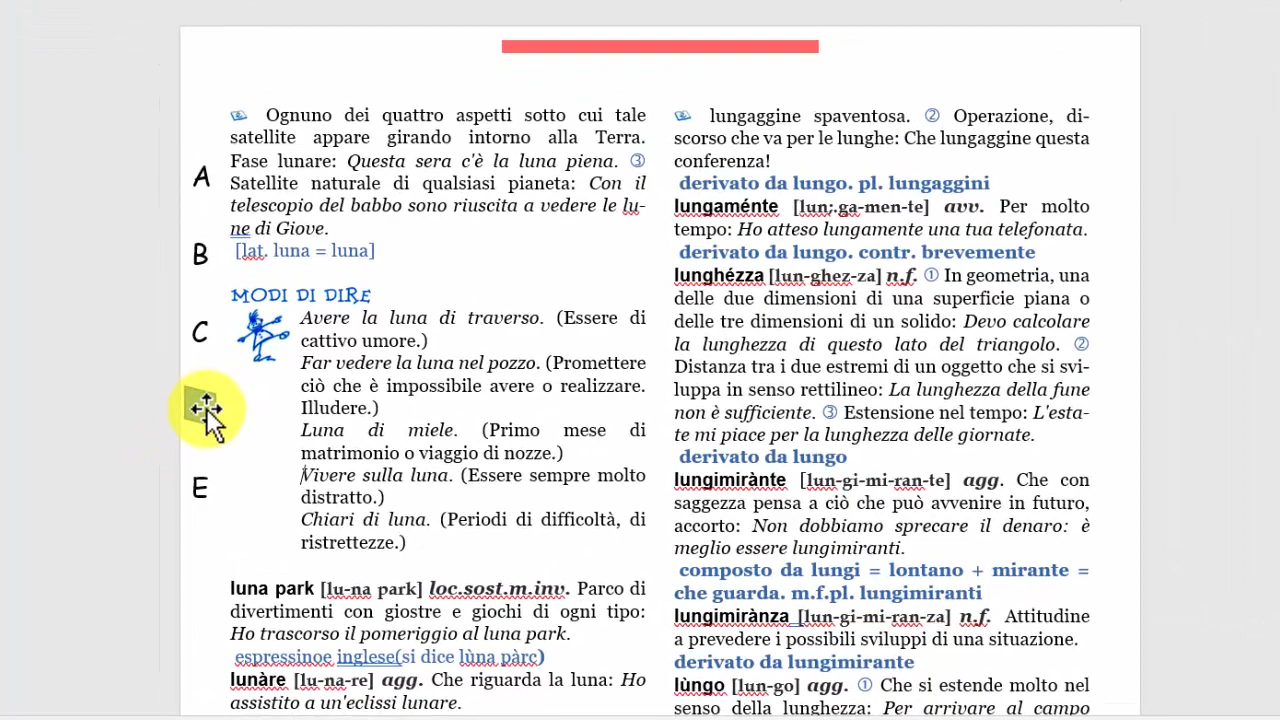 A
B
C
E
Ognuno dei quattro aspetti sotto cui tale
satellite appare girando intorno alla Terra.
Fase lunare: Questa sera c'è la luna piena. ③
Satellite naturale di qualsiasi pianeta: Con il
telescopio del babbo sono riuscita a vedere le lu-
ne di Giove.
[lat. luna = luna]
MODI DI DIRE
Avere la luna di traverso. (Essere di
cattivo umore.)
Far vedere la luna nel pozzo. (Promettere
ciò che è impossibile avere o realizzare.
Illudere.)
Luna di miele. (Primo mese di
matrimonio o viaggio di nozze.)
Vivere sulla luna. (Essere sempre molto
distratto.)
Chiari di luna. (Periodi di difficoltà, di
ristrettezze.)
luna park [lu-na park] loc.sost.m.inv. Parco di
divertimenti con giostre e giochi di ogni tipo:
Ho trascorso il pomeriggio al luna park.
espressinoe inglese(si dice lùna pàrc)
lunàre [lu-na-re] agg. Che riguarda la luna: Ho
assistito a un'eclissi lunare.
lungaggine spaventosa. ② Operazione, di-
scorso che va per le lunghe: Che lungaggine questa
conferenza!
derivato da lungo. pl. lungaggini
lungaménte [lun;.ga-men-te] avv. Per molto
tempo: Ho atteso lungamente una tua telefonata.
derivato da lungo. contr. brevemente
lunghézza [lun-ghez-za] n.f. ① In geometria, una
delle due dimensioni di una superficie piana o
delle tre dimensioni di un solido: Devo calcolare
la lunghezza di questo lato del triangolo. ②
Distanza tra i due estremi di un oggetto che si svi-
luppa in senso rettilineo: La lunghezza della fune
non è sufficiente. ③ Estensione nel tempo: L'esta-
te mi piace per la lunghezza delle giornate.
derivato da lungo
lungimirànte [lun-gi-mi-ran-te] agg. Che con
saggezza pensa a ciò che può avvenire in futuro,
accorto: Non dobbiamo sprecare il denaro: è
meglio essere lungimiranti.
composto da lungi = lontano + mirante =
che guarda. m.f.pl. lungimiranti
lungimirànza [lun-gi-mi-ran-za] n.f. Attitudine
a prevedere i possibili sviluppi di una situazione.
derivato da lungimirante
lùngo [lun-go] agg. ① Che si estende molto nel
senso della lunghezza: Per arrivare al campo